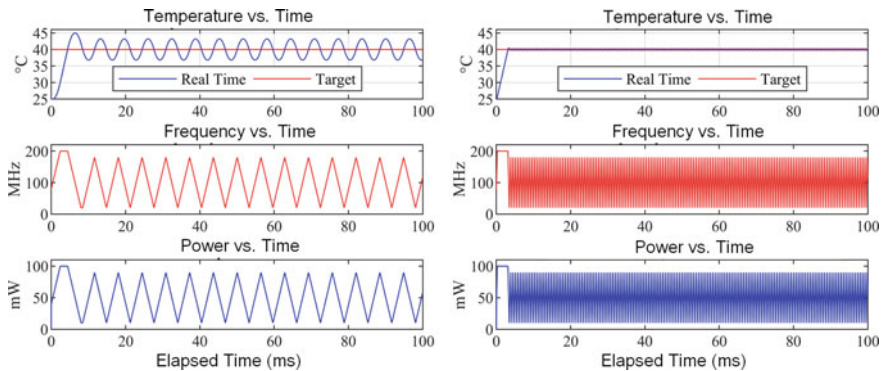 Temperature vs. Time
45
40
35
30
25
°C
Real Time
Target
0 20 40 60 80 100
Frequency vs. Time
200
100
0
MHz
0 20 40 60 80 100
Power vs. Time
100
50
0
mW
0 20 40 60 80 100
Elapsed Time (ms)
Temperature vs. Time
45
40
35
30
25
°C
Real Time
Target
0 20 40 60 80 100
Frequency vs. Time
200
100
0
MHz
0 20 40 60 80 100
Power vs. Time
100
50
0
mW
0 20 40 60 80 100
Elapsed Time (ms)